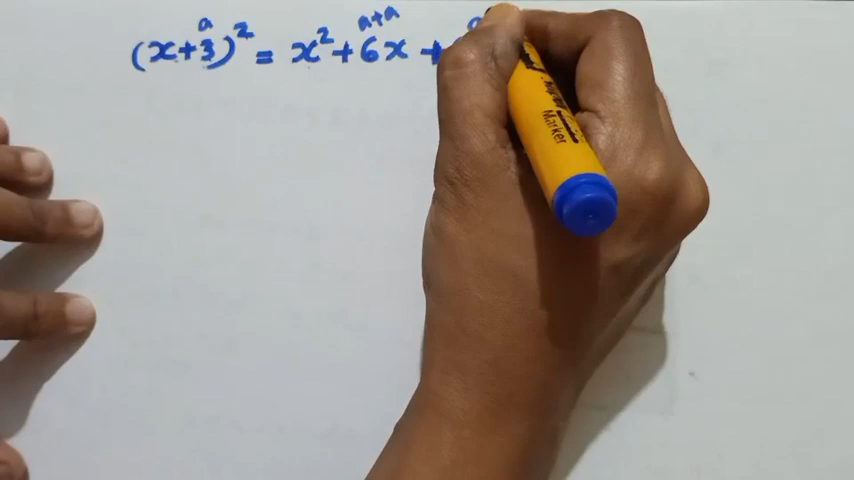 a a+a a
(x+3)² = x² + 6x +
Marker